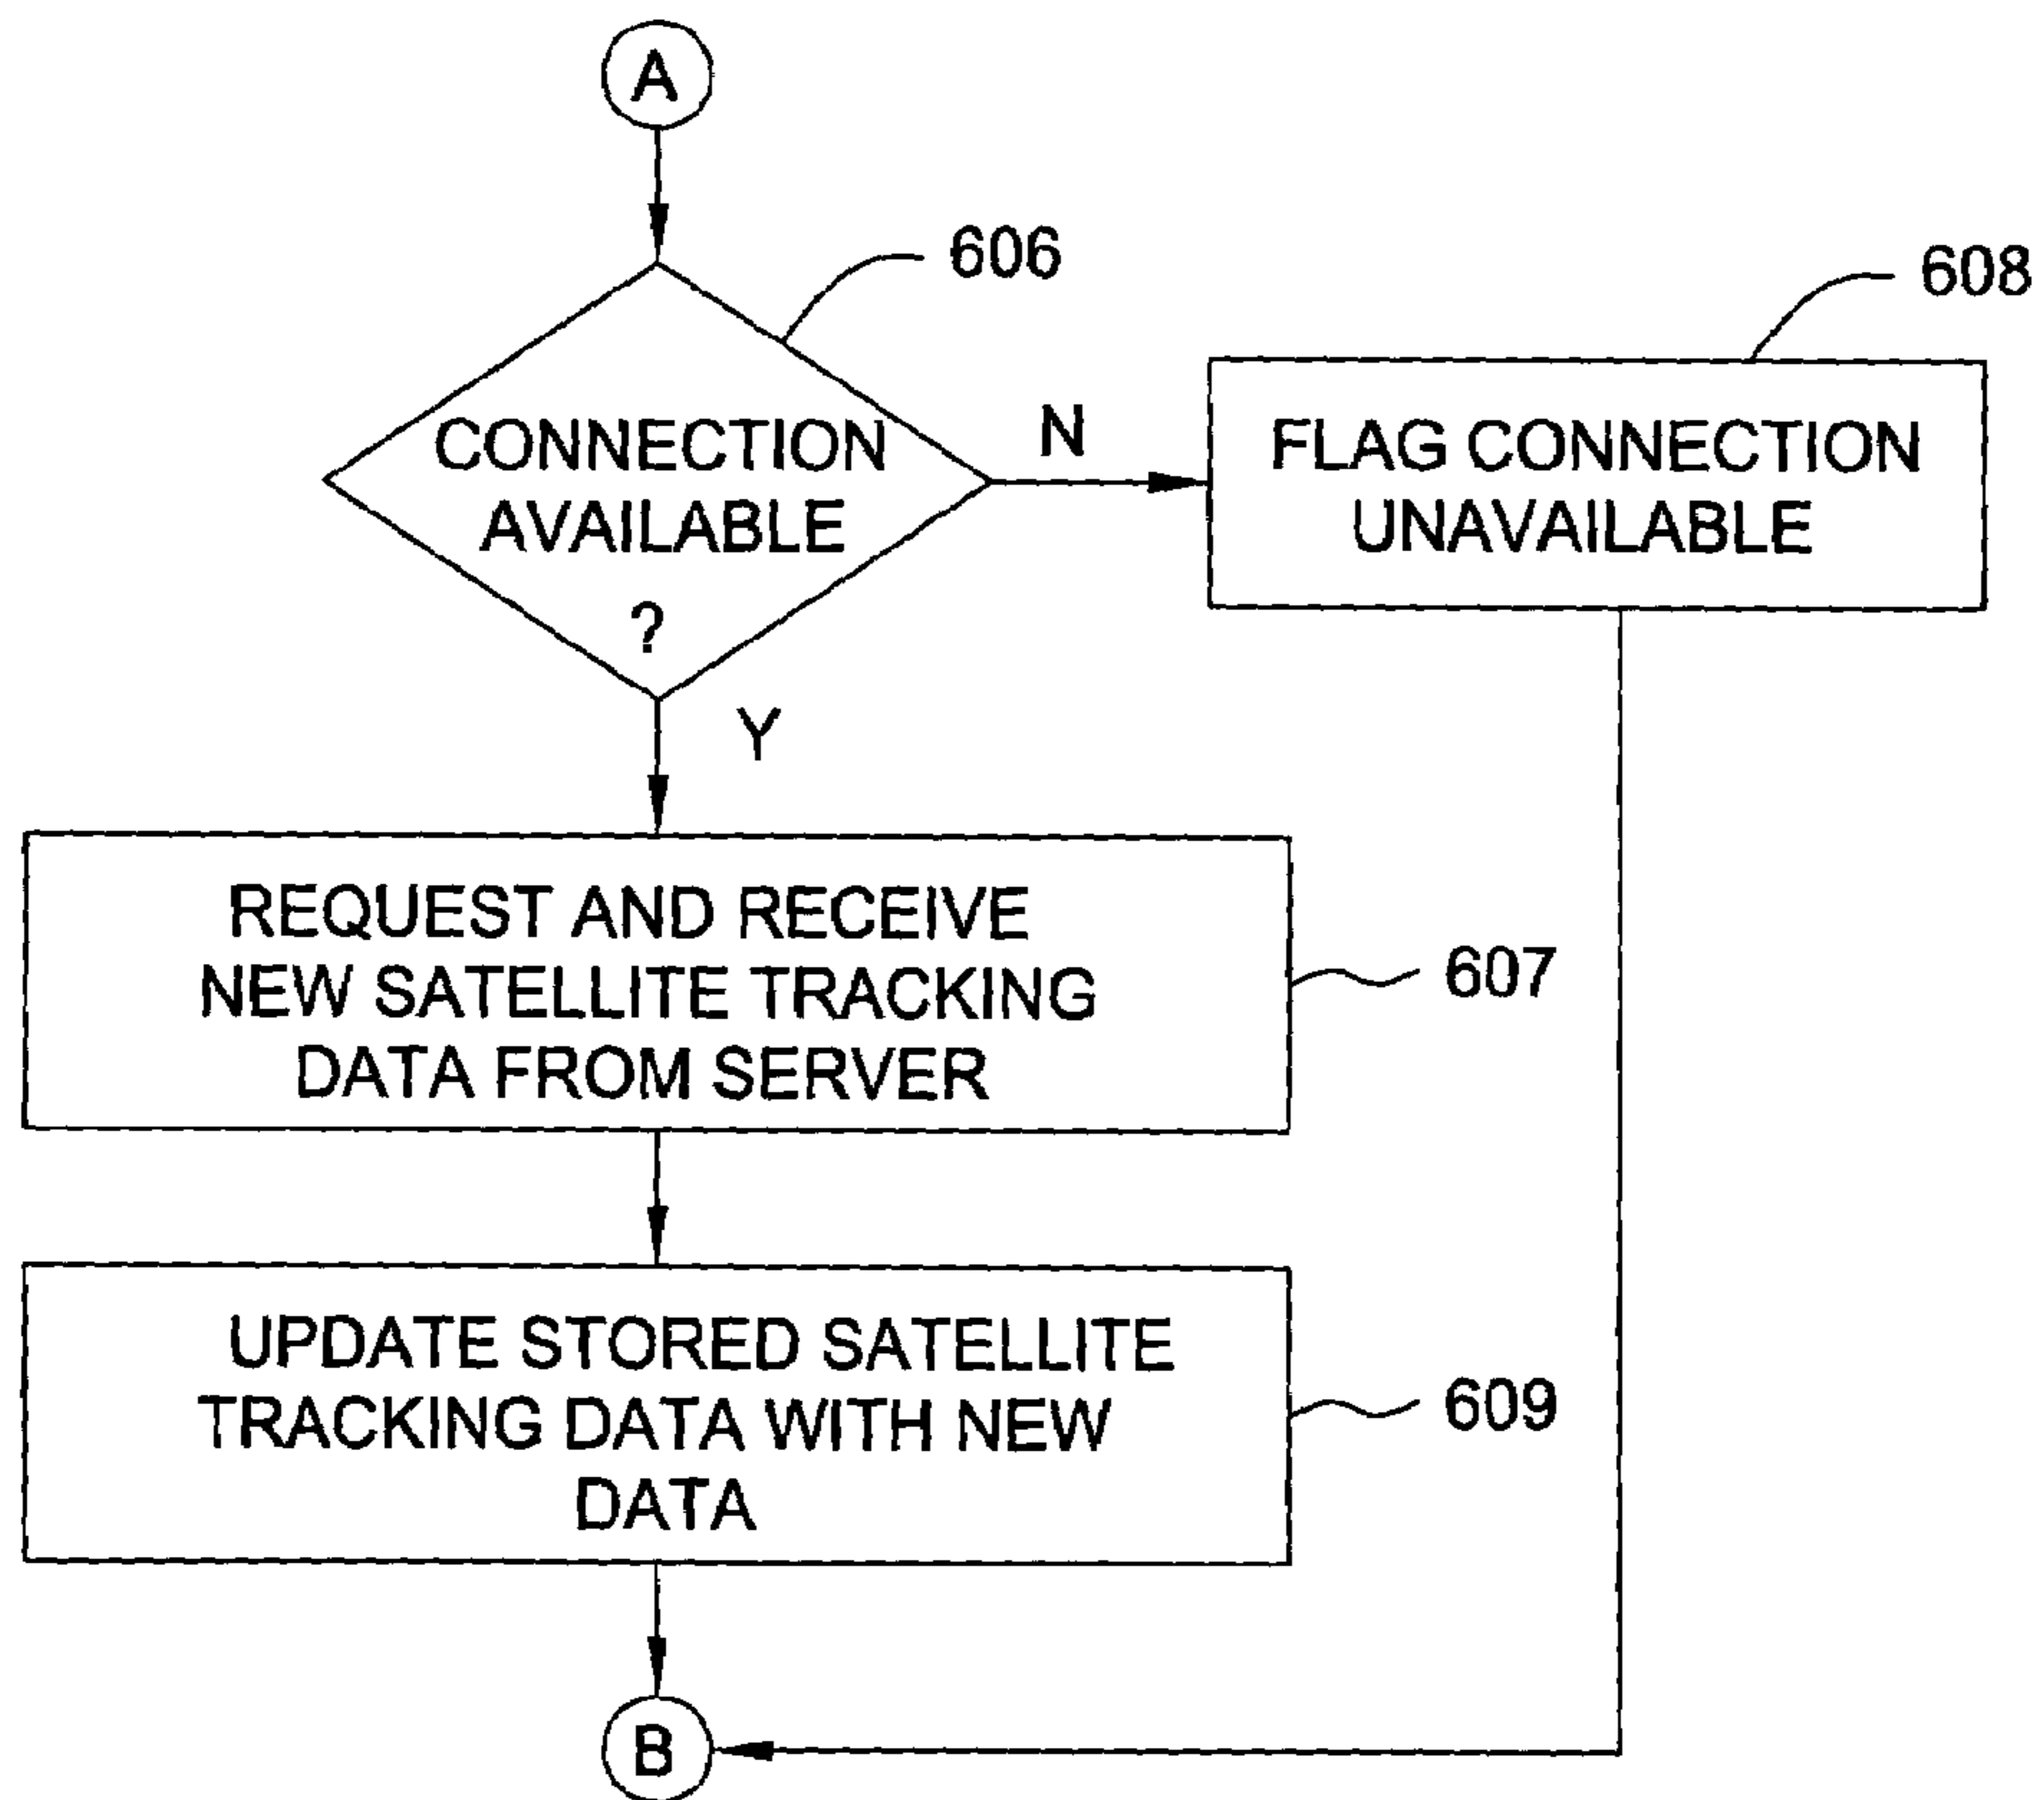 A
606
608
CONNECTION
AVAILABLE
?
N
FLAG CONNECTION
UNAVAILABLE
Y
REQUEST AND RECEIVE
NEW SATELLITE TRACKING
DATA FROM SERVER
607
UPDATE STORED SATELLITE
TRACKING DATA WITH NEW
DATA
609
B